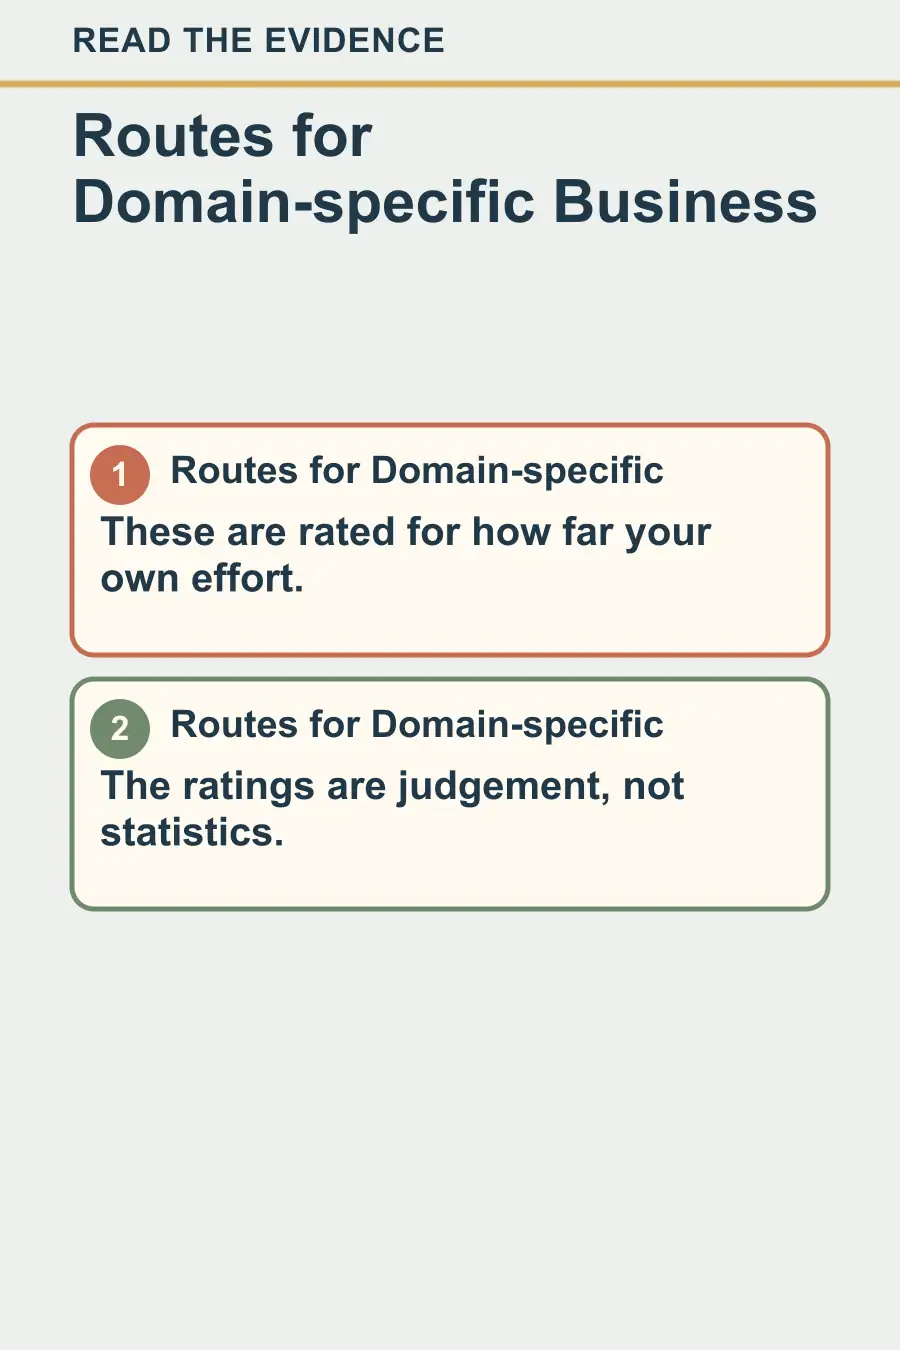 READ THE EVIDENCE
Routes for
Domain-specific Business
1 Routes for Domain-specific
These are rated for how far your
own effort.
2 Routes for Domain-specific
The ratings are judgement, not
statistics.